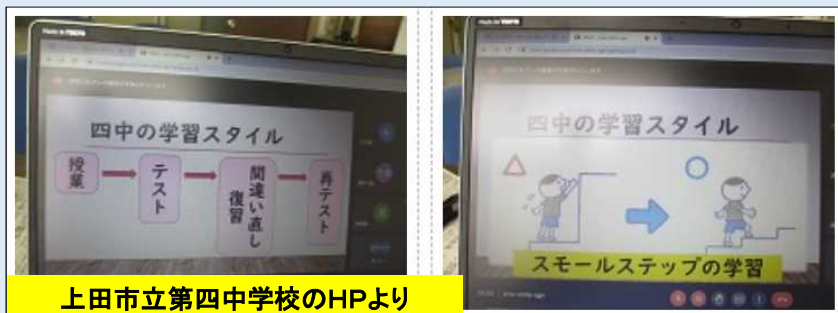 四中の学習スタイル
授業
テスト
間違い直し
復習
再テスト
上田市立第四中学校のHPより
四中の学習スタイル
スモールステップの学習